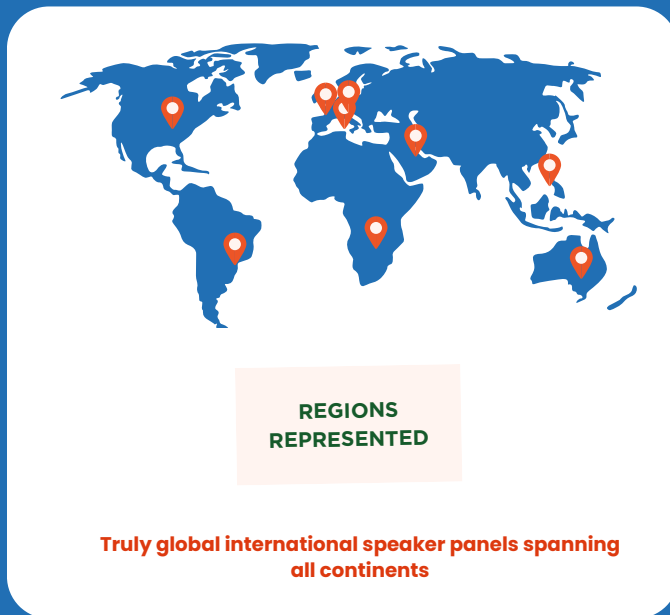 REGIONS
REPRESENTED
Truly global international speaker panels spanning
all continents